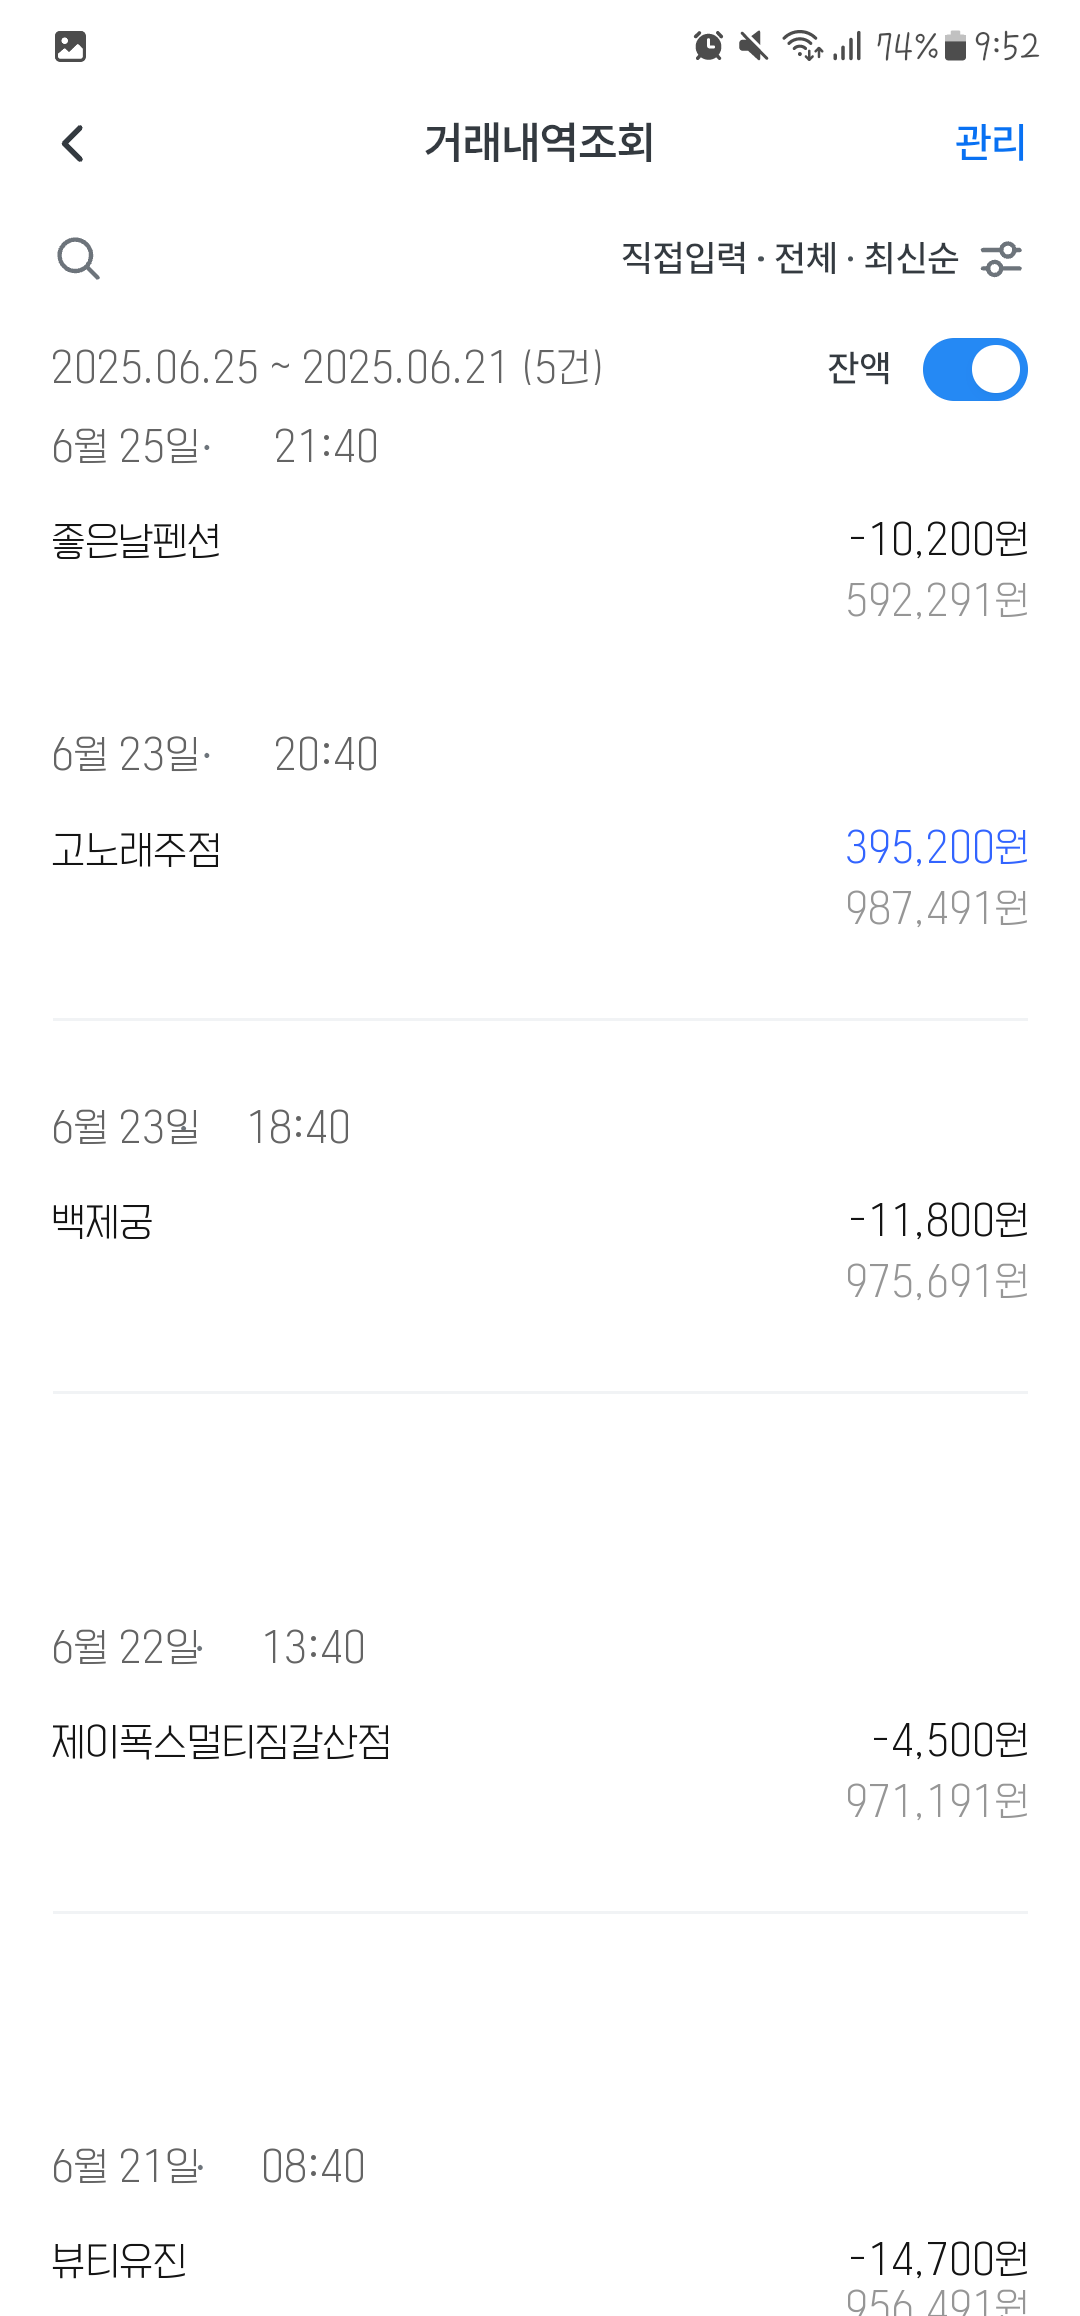 74% 9:52
거래내역조회 관리
직접입력 · 전체 · 최신순
2025.06.25 ~ 2025.06.21 (5건) 잔액
6월 25일· 21:40
좋은날펜션 -10,200원
592,291원
6월 23일· 20:40
고노래주점 395,200원
987,491원
6월 23일· 18:40
백제궁 -11,800원
975,691원
6월 22일· 13:40
제이폭스멀티짐갈산점 -4,500원
971,191원
6월 21일· 08:40
뷰티유진 -14,700원
956,491원